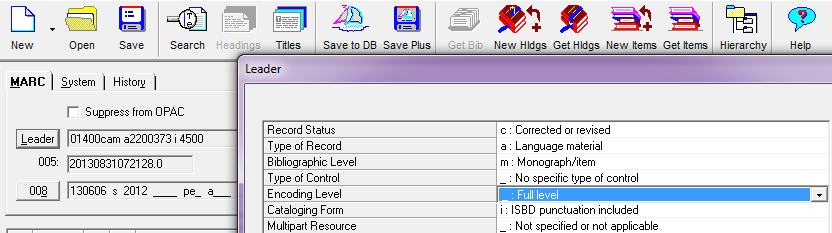 New Open Save Search Headings Titles Save to DB Save Plus Get Bib New Hldgs Get Hldgs New Items Get Items Hierarchy Help
Leader
MARC System History
Suppress from OPAC
Leader 01400cam a2200373 i 4500
005: 20130831072128.0
008 130606 s 2012 ____ pe_ a___
Record Status c : Corrected or revised
Type of Record a : Language material
Bibliographic Level m : Monograph/item
Type of Control _ : No specific type of control
Encoding Level _ : Full level
Cataloging Form i : ISBD punctuation included
Multipart Resource _ : Not specified or not applicable